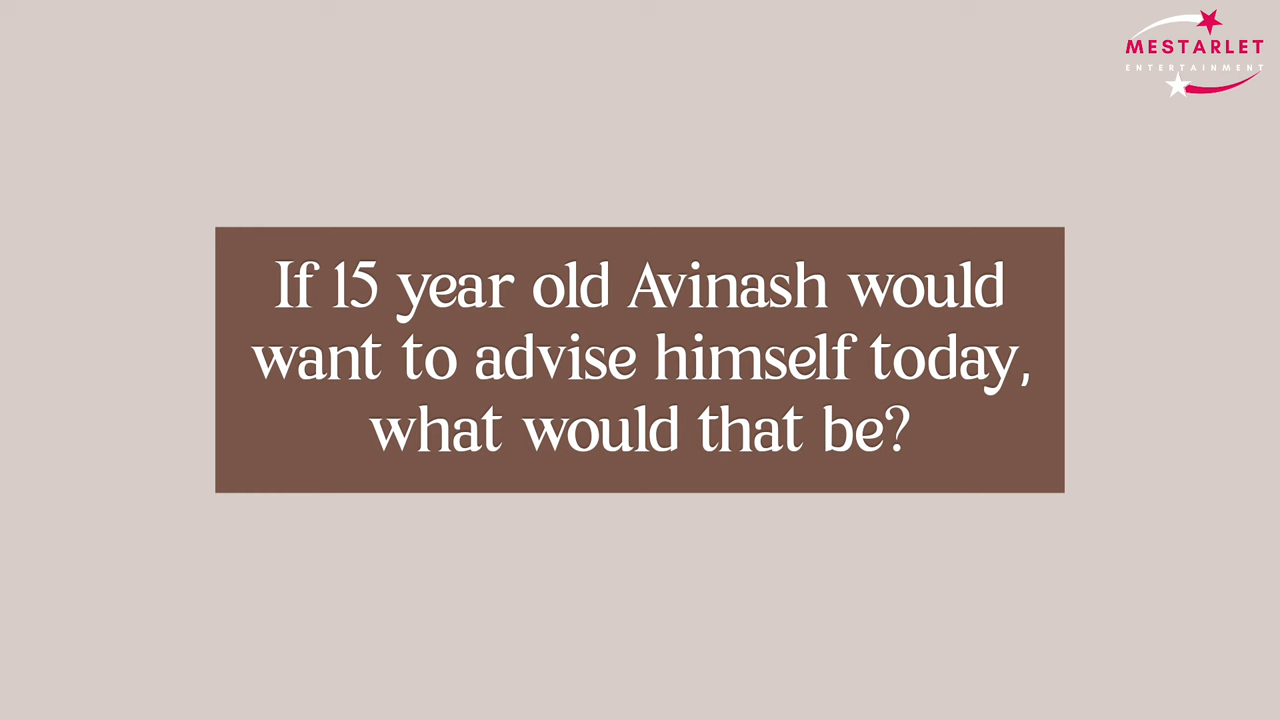 MESTARLET
ENTERTAINMENT
If 15 year old Avinash would
want to advise himself today,
what would that be?